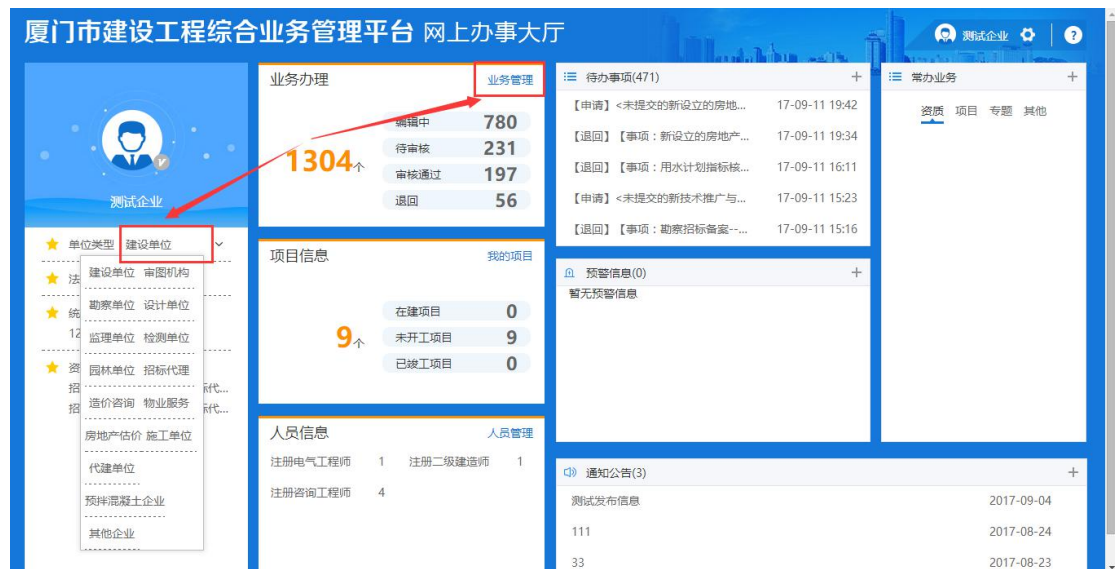 厦门市建设工程综合业务管理平台 网上办事大厅
测试企业
测试企业
单位类型 建设单位
法
统
12
资
招 标代...
招 标代...
建设单位 审图机构
勘察单位 设计单位
监理单位 检测单位
园林单位 招标代理
造价咨询 物业服务
房地产估价 施工单位
代建单位
预拌混凝土企业
其他企业
业务办理 业务管理
1304个
编辑中 780
待审核 231
审核通过 197
退回 56
项目信息 我的项目
9个
在建项目 0
未开工项目 9
已竣工项目 0
人员信息 人员管理
注册电气工程师 1 注册二级建造师 1
注册咨询工程师 4
待办事项(471)
【申请】<未提交的新设立的房地... 17-09-11 19:42
【退回】【事项：新设立的房地产... 17-09-11 19:34
【退回】【事项：用水计划指标核... 17-09-11 16:11
【申请】<未提交的新技术推广与... 17-09-11 15:23
【退回】【事项：勘察招标备案--... 17-09-11 15:16
预警信息(0)
暂无预警信息
常办业务
资质 项目 专题 其他
通知公告(3)
测试发布信息 2017-09-04
111 2017-08-24
33 2017-08-23